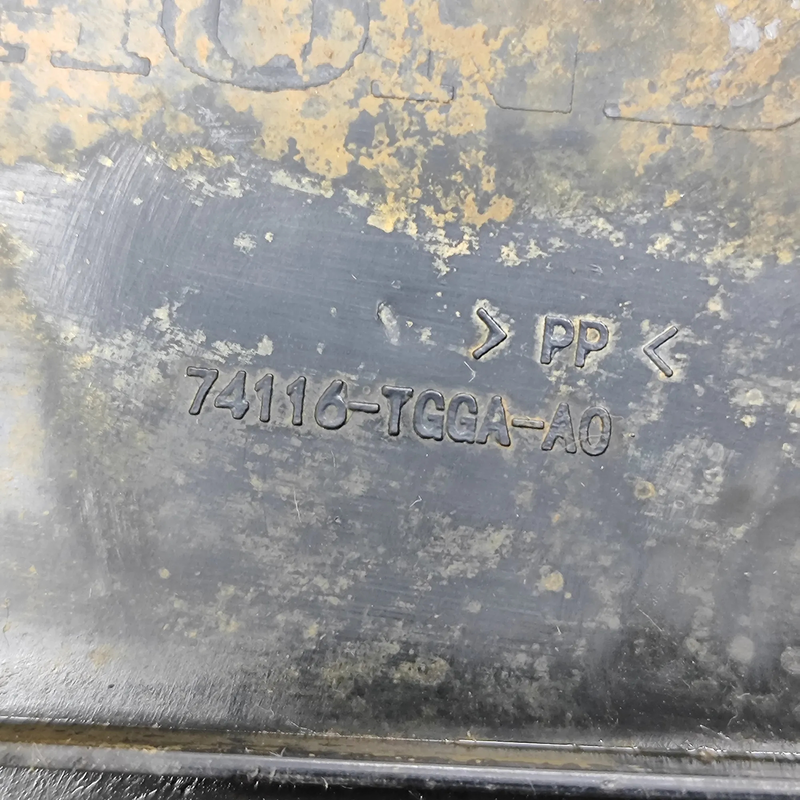 > PP <
74116-TGGA-A0